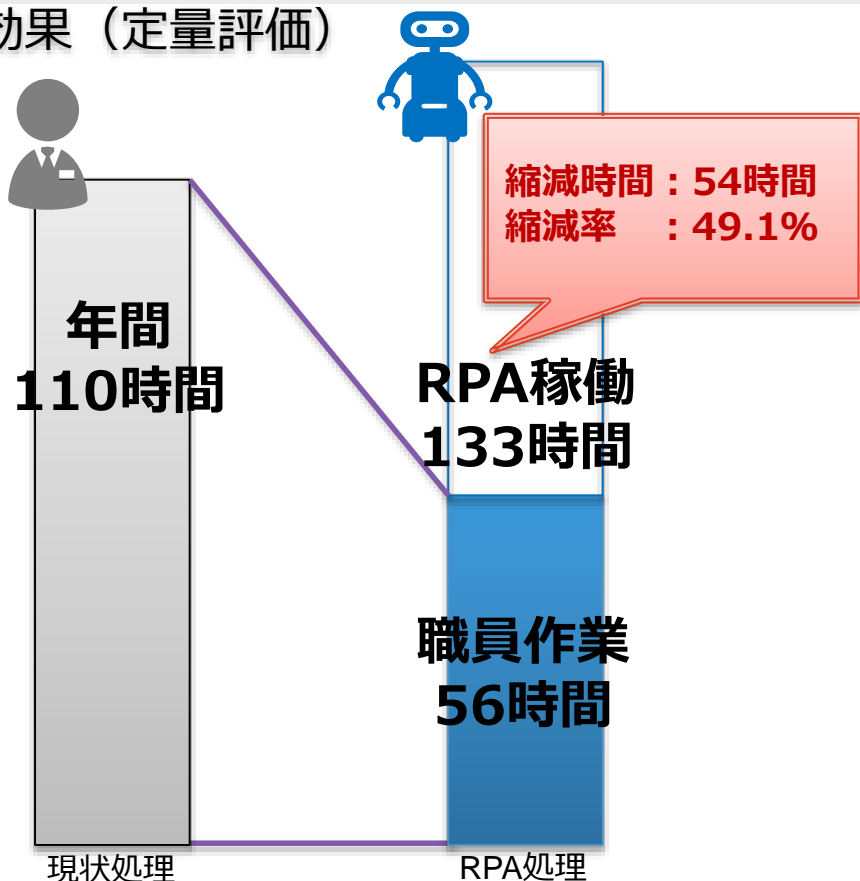 効果（定量評価）
縮減時間：54時間
縮減率　：49.1%
年間
110時間
RPA稼働
133時間
職員作業
56時間
現状処理
RPA処理